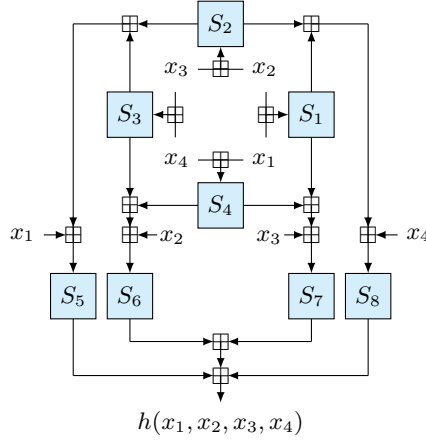 S₂
x₃ x₂
S₃ S₁
x₄ x₁
S₄
x₁ x₂ x₃ x₄
S₅ S₆ S₇ S₈
h(x₁, x₂, x₃, x₄)